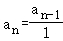 aₙ = aₙ₋₁ / 1